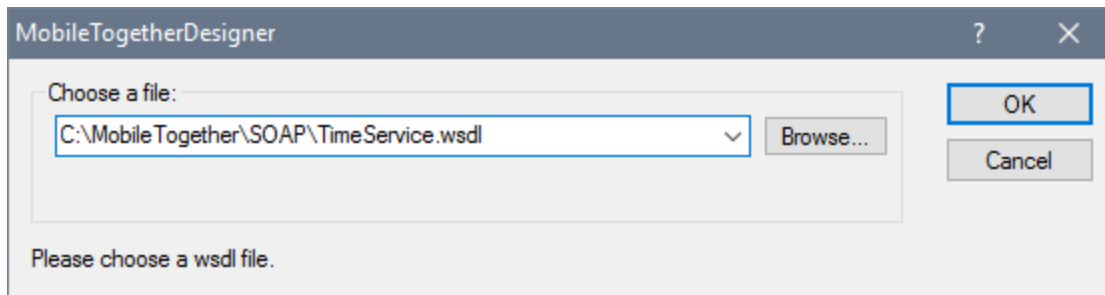 MobileTogetherDesigner ? ×
Choose a file:
OK
C:\MobileTogether\SOAP\TimeService.wsdl
Browse...
Cancel
Please choose a wsdl file.